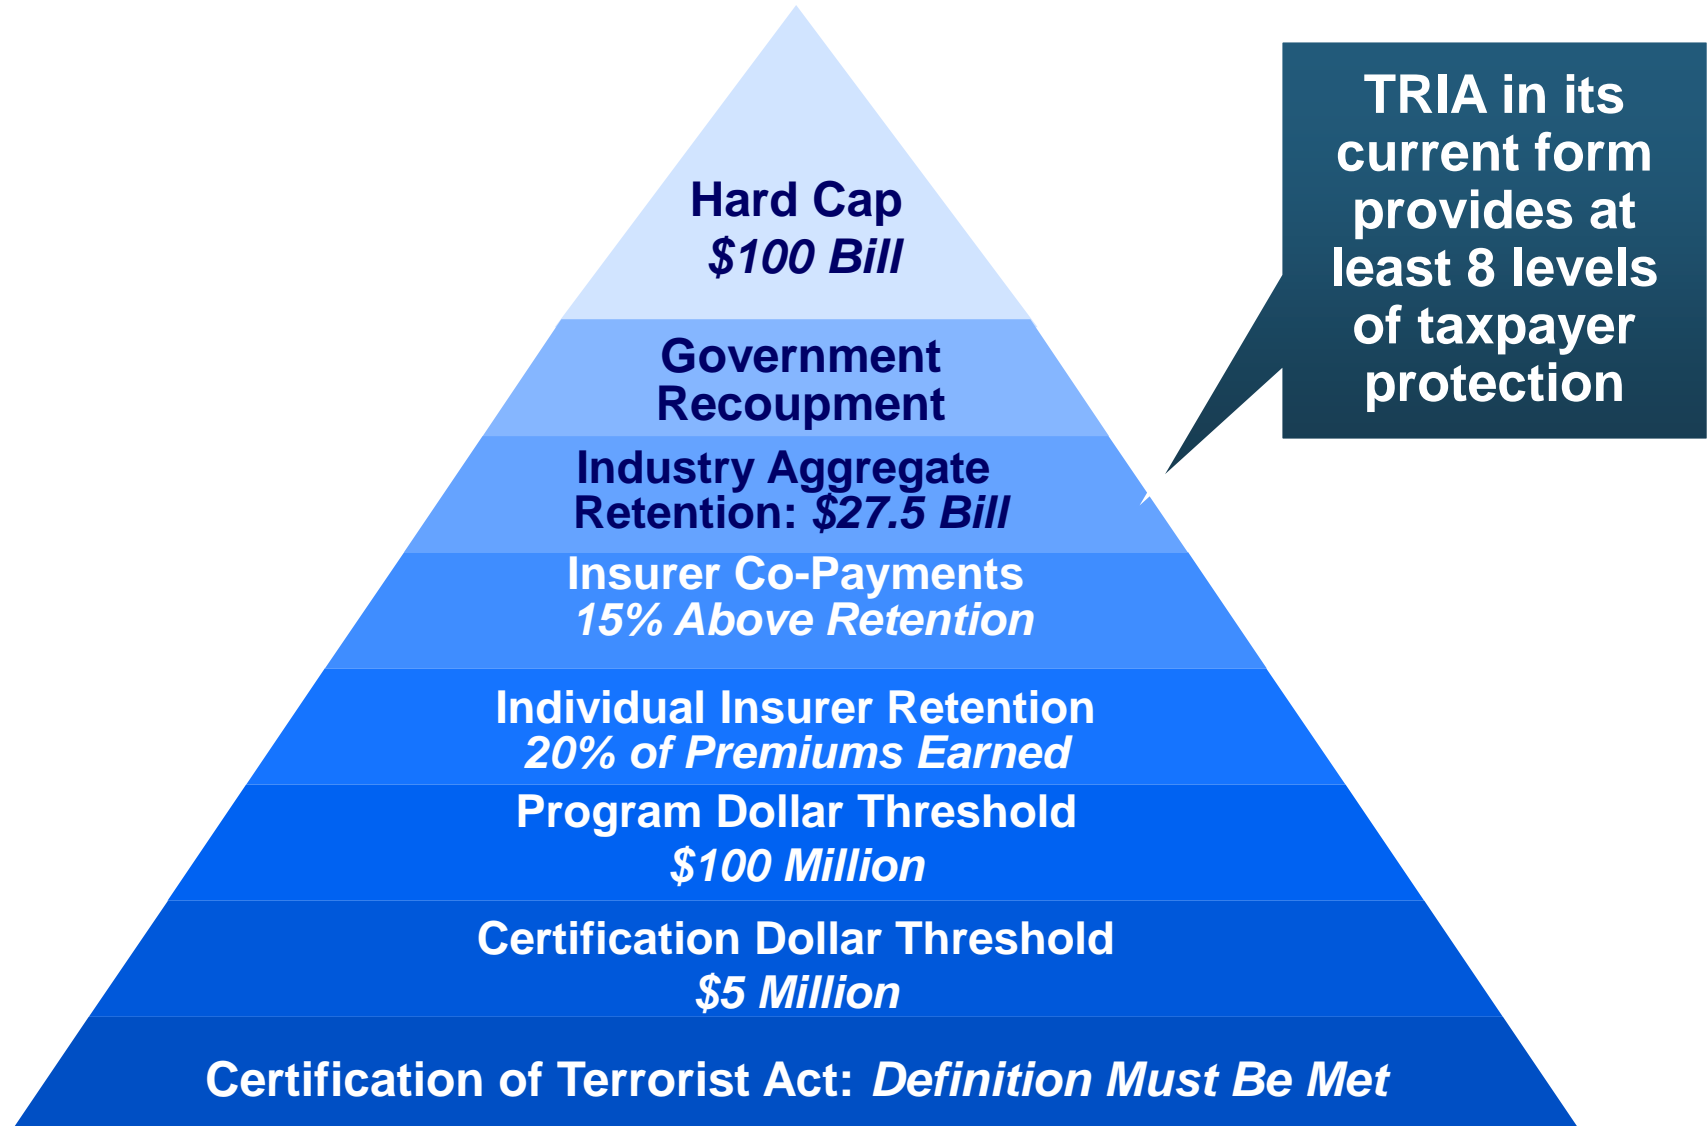 Hard Cap
$100 Bill
Government
Recoupment
Industry Aggregate
Retention: $27.5 Bill
Insurer Co-Payments
15% Above Retention
Individual Insurer Retention
20% of Premiums Earned
Program Dollar Threshold
$100 Million
Certification Dollar Threshold
$5 Million
Certification of Terrorist Act: Definition Must Be Met
TRIA in its
current form
provides at
least 8 levels
of taxpayer
protection